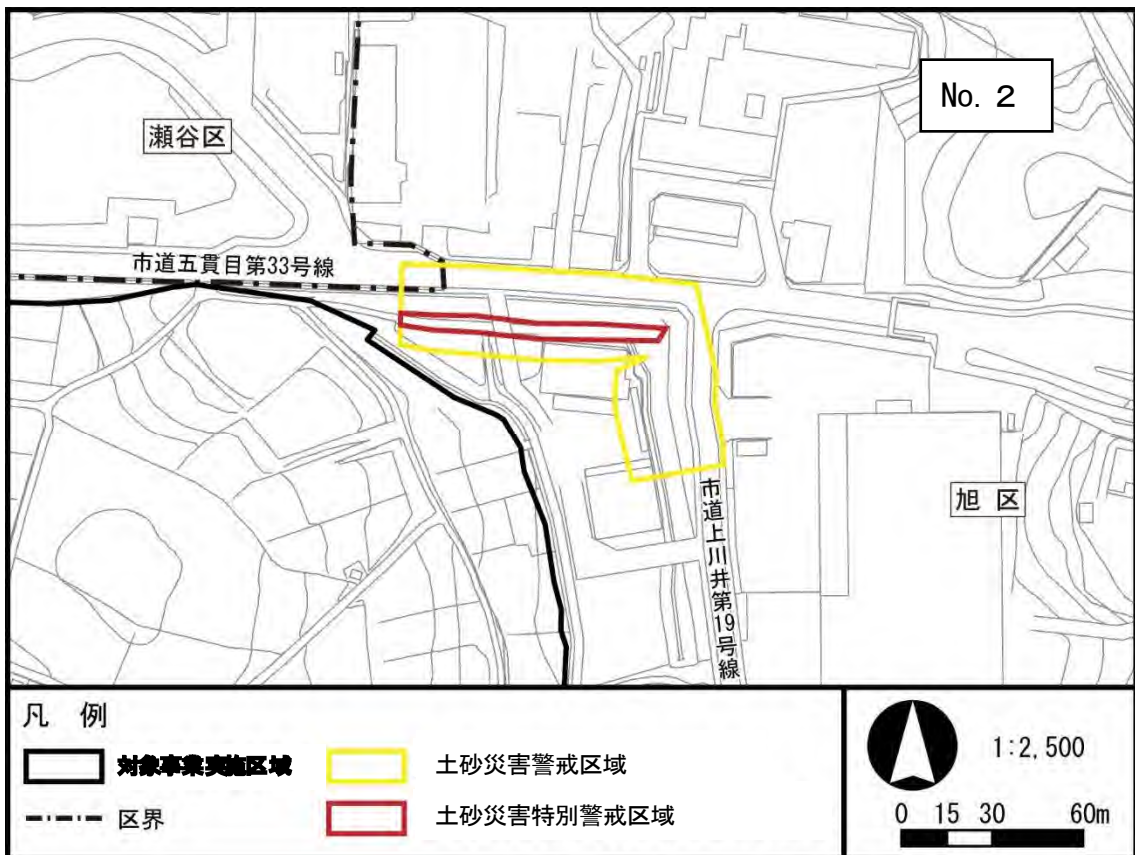 No. 2
瀬谷区
市道五貫目第33号線
旭 区
市道上川井第19号線
凡 例
対象事業実施区域
土砂災害警戒区域
区界
土砂災害特別警戒区域
1:2,500
0 15 30 60m